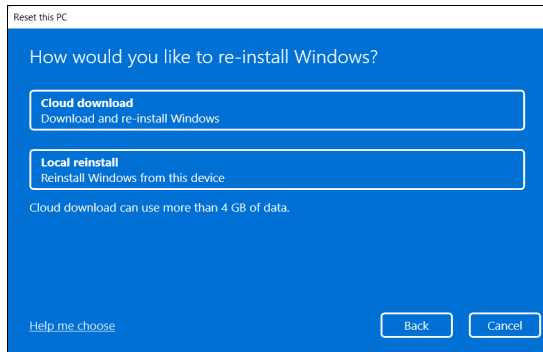 Reset this PC
How would you like to re-install Windows?
Cloud download
Download and re-install Windows
Local reinstall
Reinstall Windows from this device
Cloud download can use more than 4 GB of data.
Help me choose
Back
Cancel